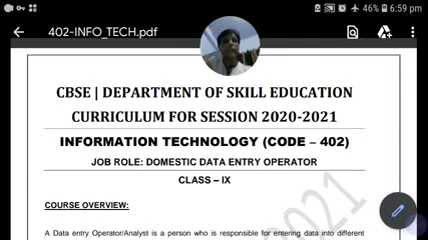 46% 6:59 pm
402-INFO_TECH.pdf
CBSE | DEPARTMENT OF SKILL EDUCATION
CURRICULUM FOR SESSION 2020-2021
INFORMATION TECHNOLOGY (CODE – 402)
JOB ROLE: DOMESTIC DATA ENTRY OPERATOR
CLASS – IX
COURSE OVERVIEW:
A Data entry Operator/Analyst is a person who is responsible for entering data into different
2021